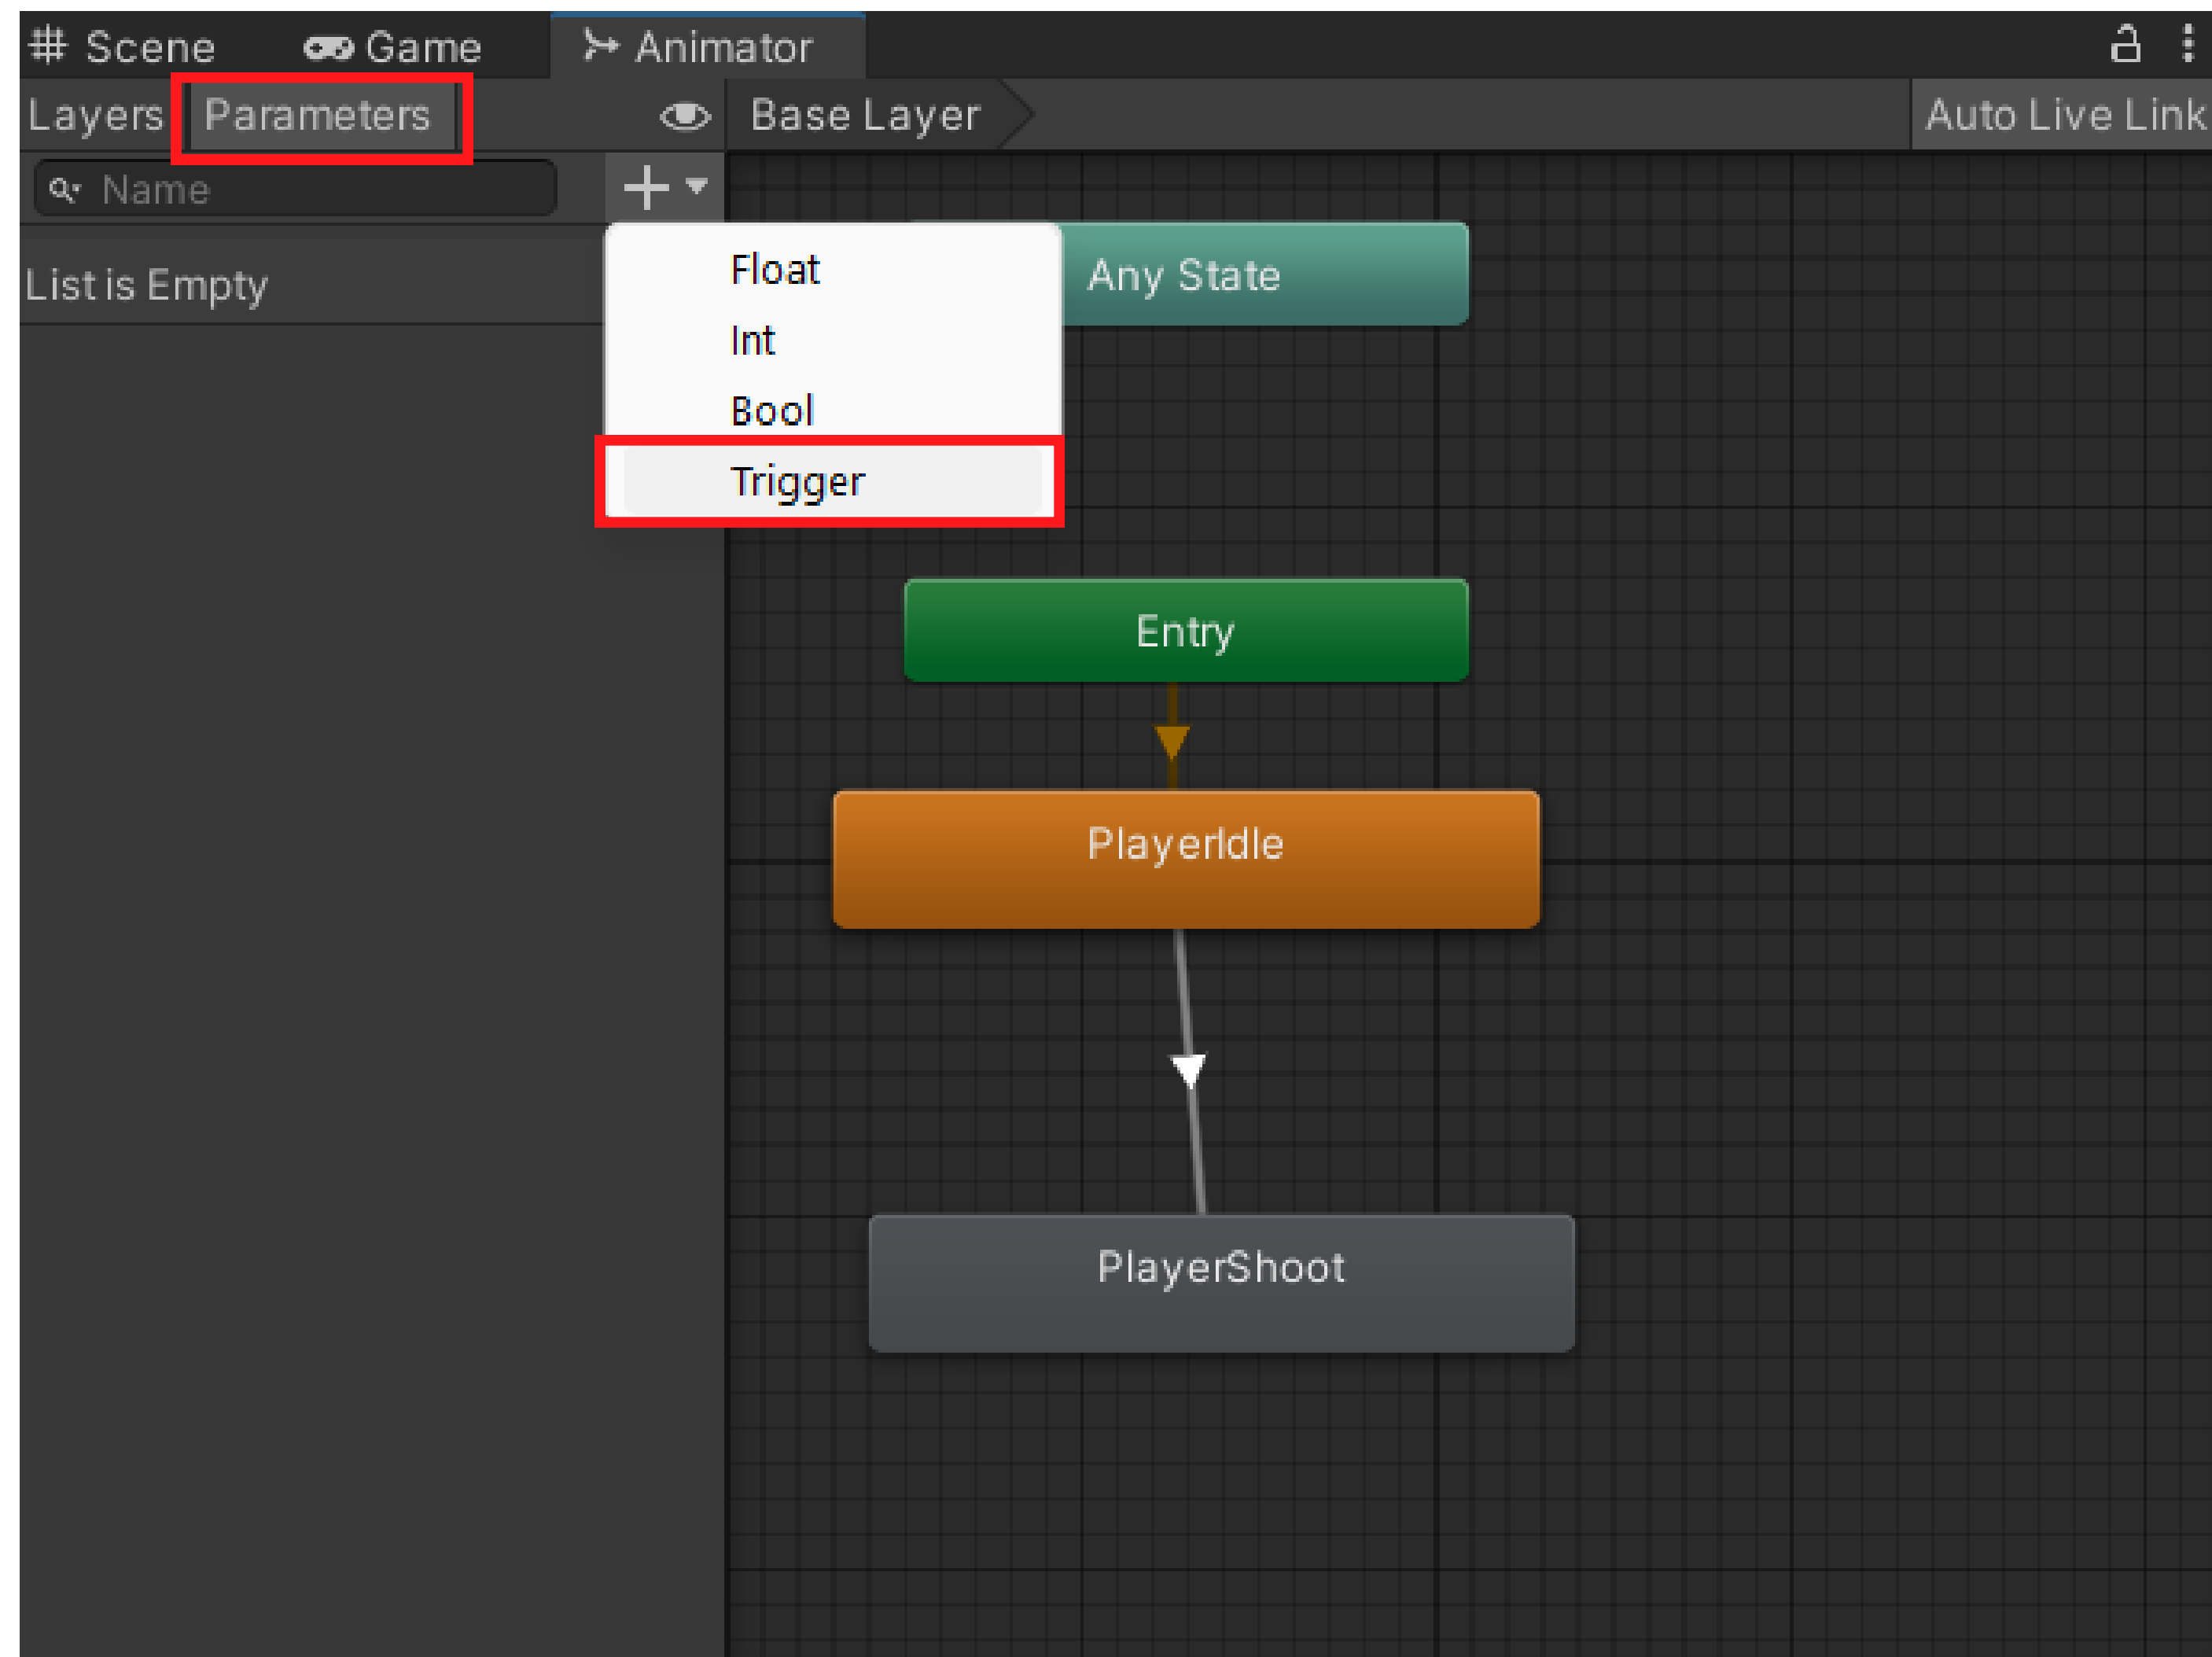 Scene Game Animator
Layers Parameters Base Layer Auto Live Link
Name
List is Empty
Float
Int
Bool
Trigger
Any State
Entry
PlayerIdle
PlayerShoot